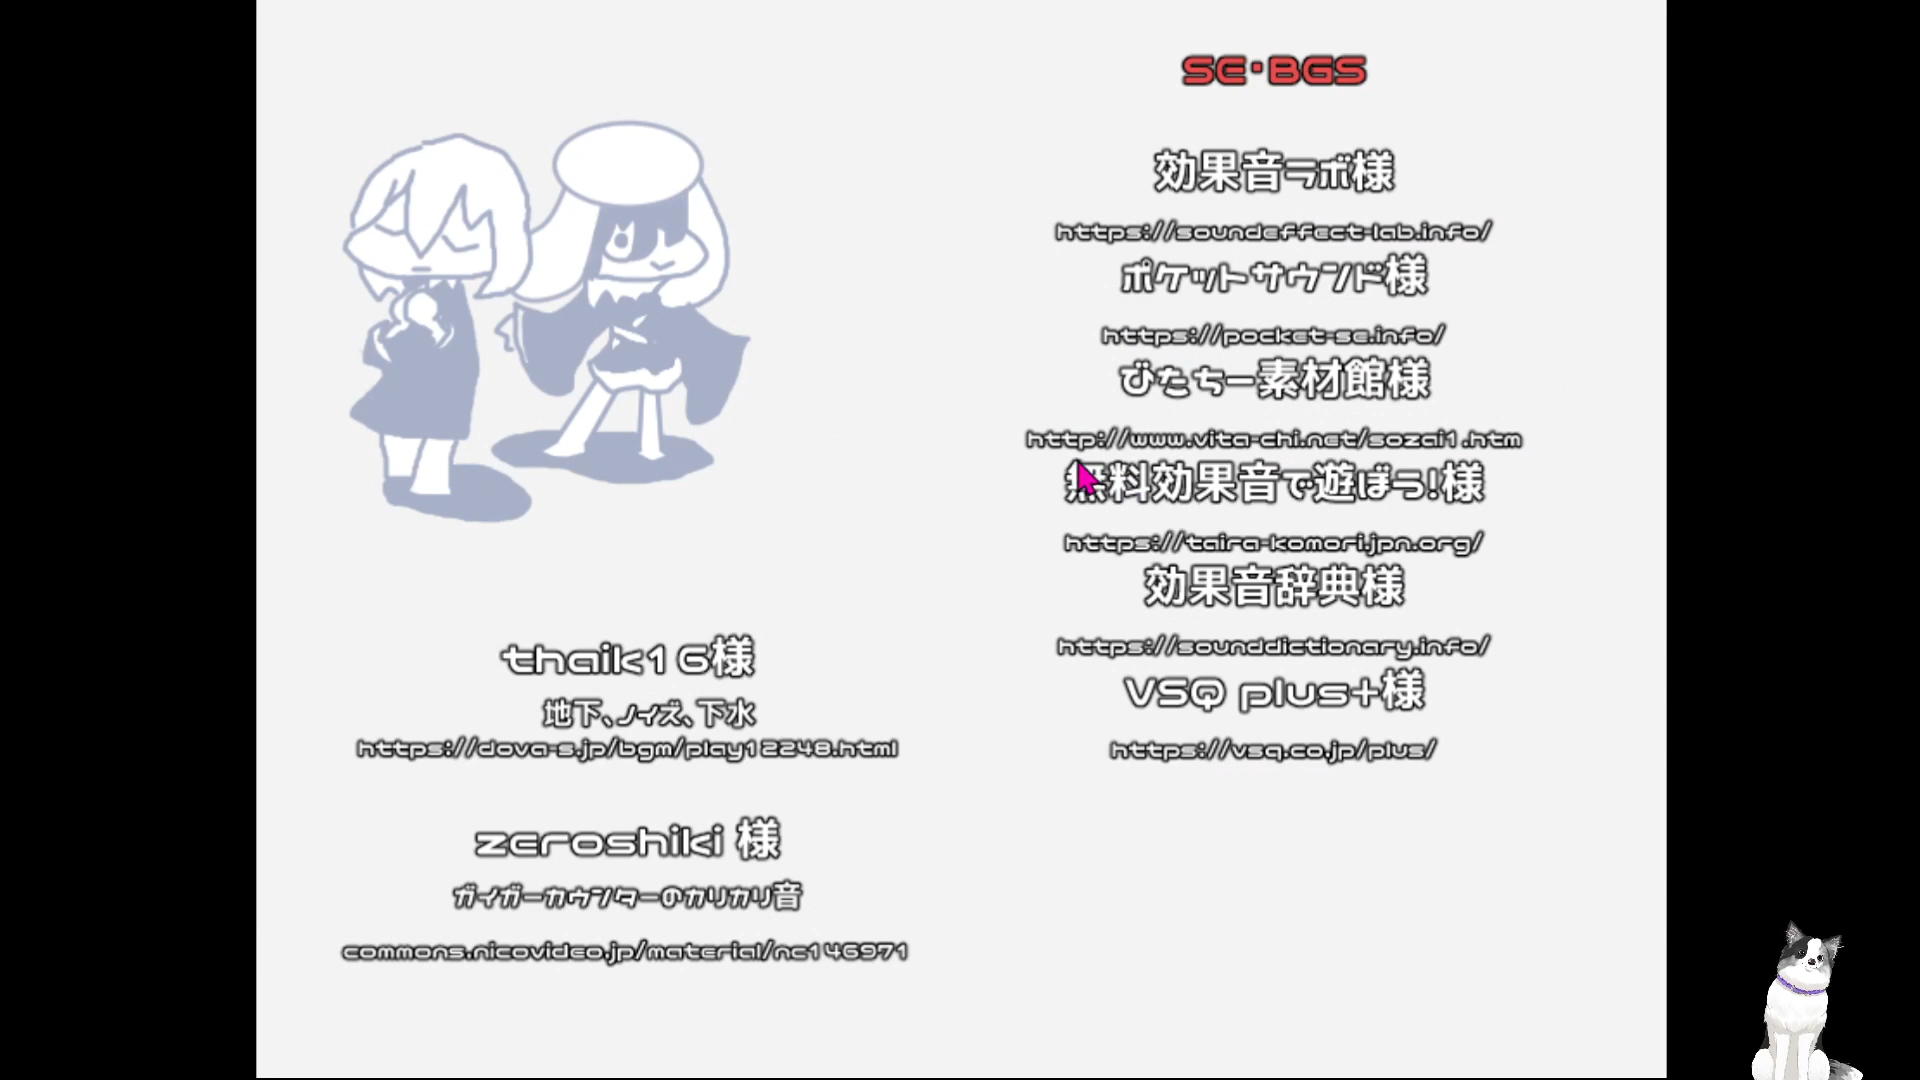 thaik16様
地下、ノイズ、下水
https://dova-s.jp/bgm/play12248.html
zeroshiki 様
ガイガーカウンターのカリカリ音
commons.nicovideo.jp/material/nc146971
SE・BGS
効果音ラボ様
https://soundeffect-lab.info/
ポケットサウンド様
https://pocket-se.info/
びたちー素材館様
http://www.vita-chi.net/sozai1.htm
無料効果音で遊ぼう!様
https://taira-komori.jpn.org/
効果音辞典様
https://sounddictionary.info/
VSQ plus+様
https://vsq.co.jp/plus/